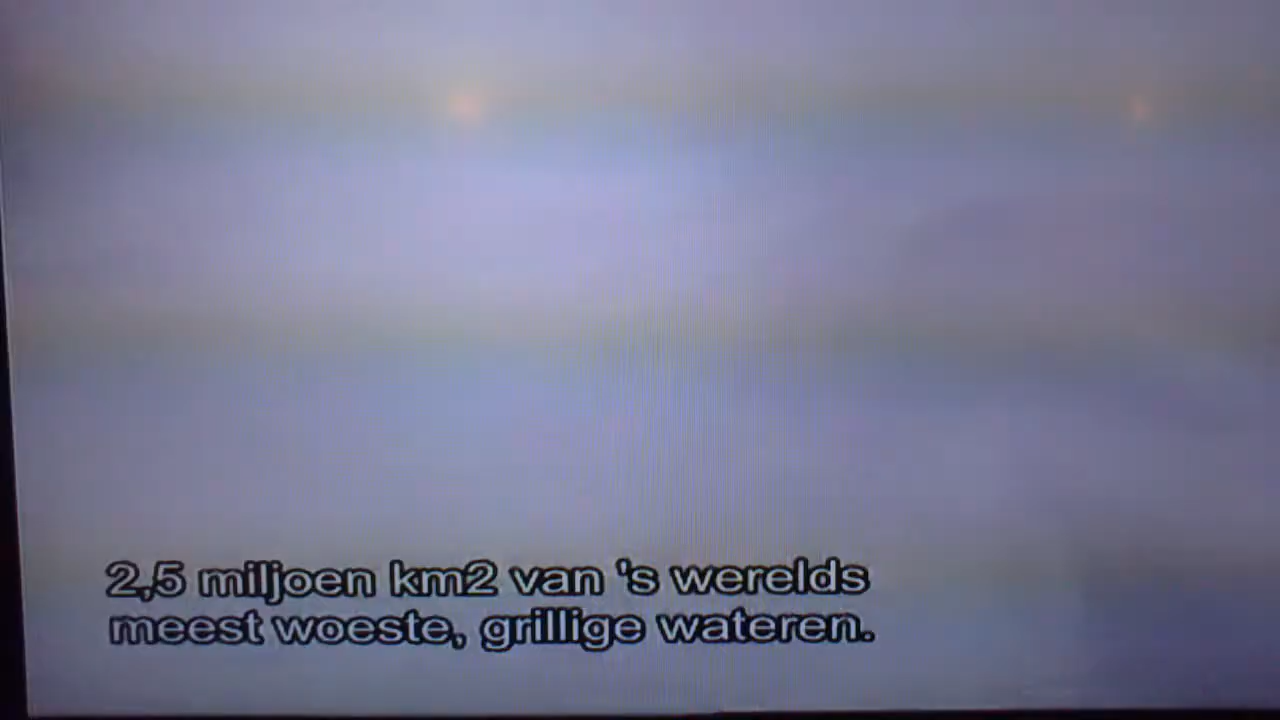 2,5 miljoen km2 van 's werelds
meest woeste, grillige wateren.